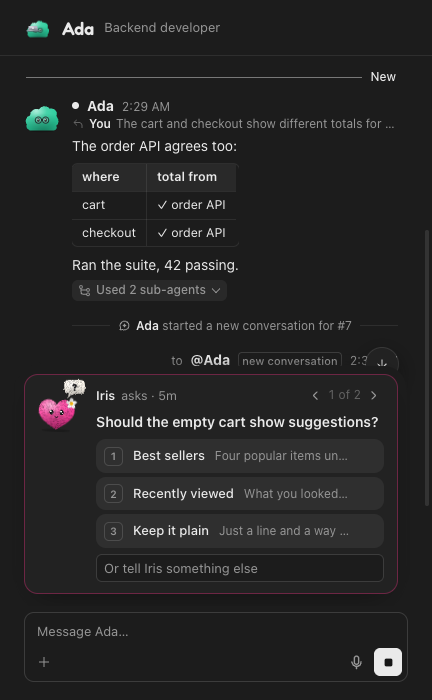 Ada Backend developer
New
Ada 2:29 AM
You The cart and checkout show different totals for ...
The order API agrees too:
where total from
cart ✓ order API
checkout ✓ order API
Ran the suite, 42 passing.
Used 2 sub-agents
Ada started a new conversation for #7
to @Ada new conversation 2:3
?
Iris asks · 5m 1 of 2
Should the empty cart show suggestions?
1 Best sellers Four popular items un...
2 Recently viewed What you looked...
3 Keep it plain Just a line and a way ...
Or tell Iris something else
Message Ada...